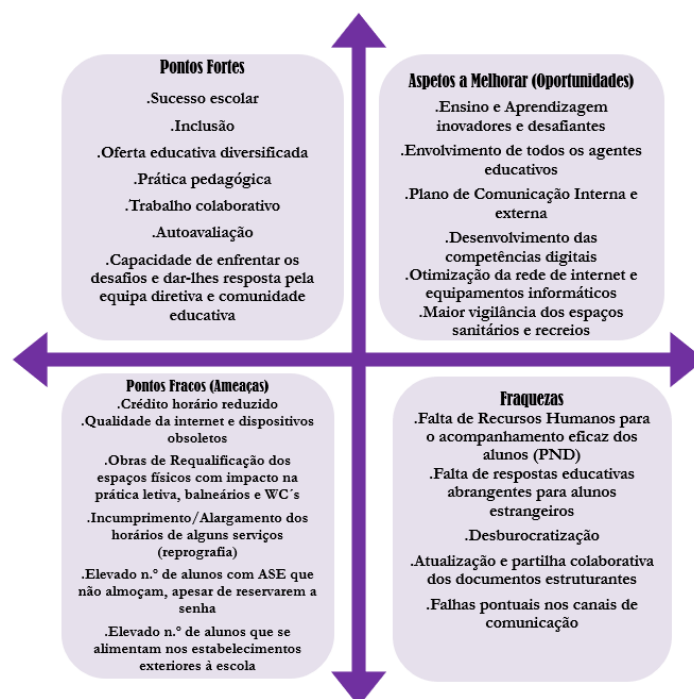 Pontos Fortes
.Sucesso escolar
.Inclusão
.Oferta educativa diversificada
.Prática pedagógica
.Trabalho colaborativo
.Autoavaliação
.Capacidade de enfrentar os
desafios e dar-lhes resposta pela
equipa diretiva e comunidade
educativa
Aspetos a Melhorar (Oportunidades)
.Ensino e Aprendizagem
inovadores e desafiantes
.Envolvimento de todos os agentes
educativos
.Plano de Comunicação Interna e
externa
.Desenvolvimento das
competências digitais
.Otimização da rede de internet e
equipamentos informáticos
.Maior vigilância dos espaços
sanitários e recreios
Pontos Fracos (Ameaças)
.Crédito horário reduzido
.Qualidade da internet e dispositivos
obsoletos
.Obras de Requalificação dos
espaços físicos com impacto na
prática letiva, balneários e WC´s
.Incumprimento/Alargamento dos
horários de alguns serviços
(reprografia)
.Elevado n.º de alunos com ASE que
não almoçam, apesar de reservarem a
senha
.Elevado n.º de alunos que se
alimentam nos estabelecimentos
exteriores à escola
Fraquezas
.Falta de Recursos Humanos para
o acompanhamento eficaz dos
alunos (PND)
.Falta de respostas educativas
abrangentes para alunos
estrangeiros
.Desburocratização
.Atualização e partilha colaborativa
dos documentos estruturantes
.Falhas pontuais nos canais de
comunicação